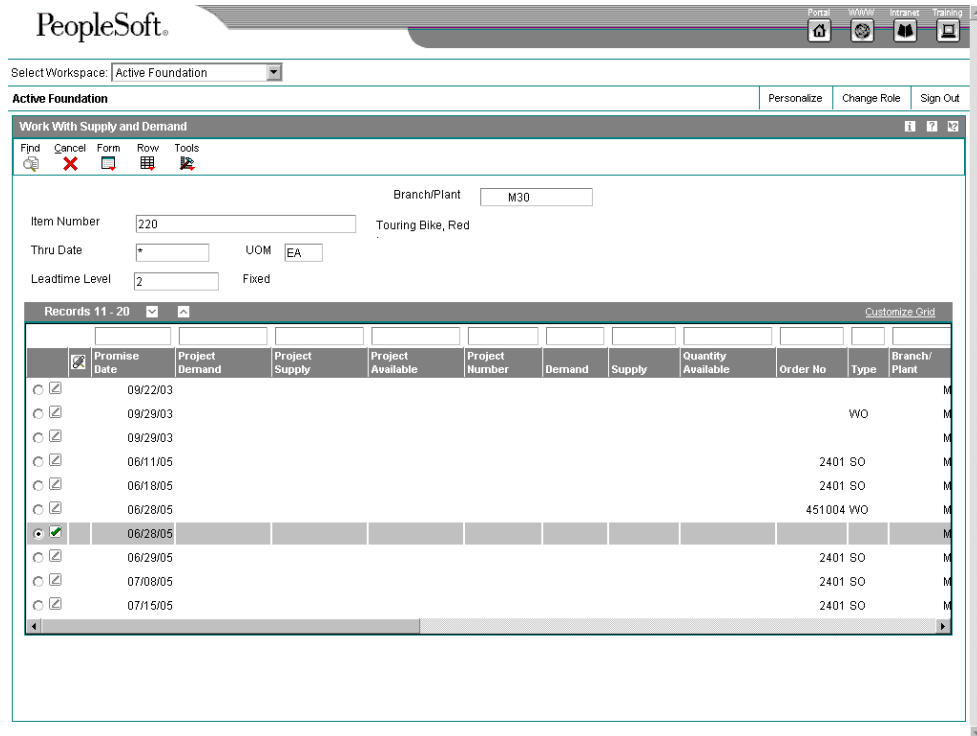 Portal WWW Intranet Training
PeopleSoft®
Select Workspace: Active Foundation
Active Foundation Personalize Change Role Sign Out
Work With Supply and Demand i ?
Find Cancel Form Row Tools
Branch/Plant M30
Item Number 220 Touring Bike, Red
Thru Date * UOM EA .
Leadtime Level 2 Fixed
Records 11 - 20 Customize Grid
Promise Date Project Demand Project Supply Project Available Project Number Demand Supply Quantity Available Order No Type Branch/ Plant
09/22/03 M
09/29/03 WO M
09/29/03 M
06/11/05 2401 SO M
06/18/05 2401 SO M
06/28/05 451004 WO M
06/28/05 M
06/29/05 2401 SO M
07/08/05 2401 SO M
07/15/05 2401 SO M